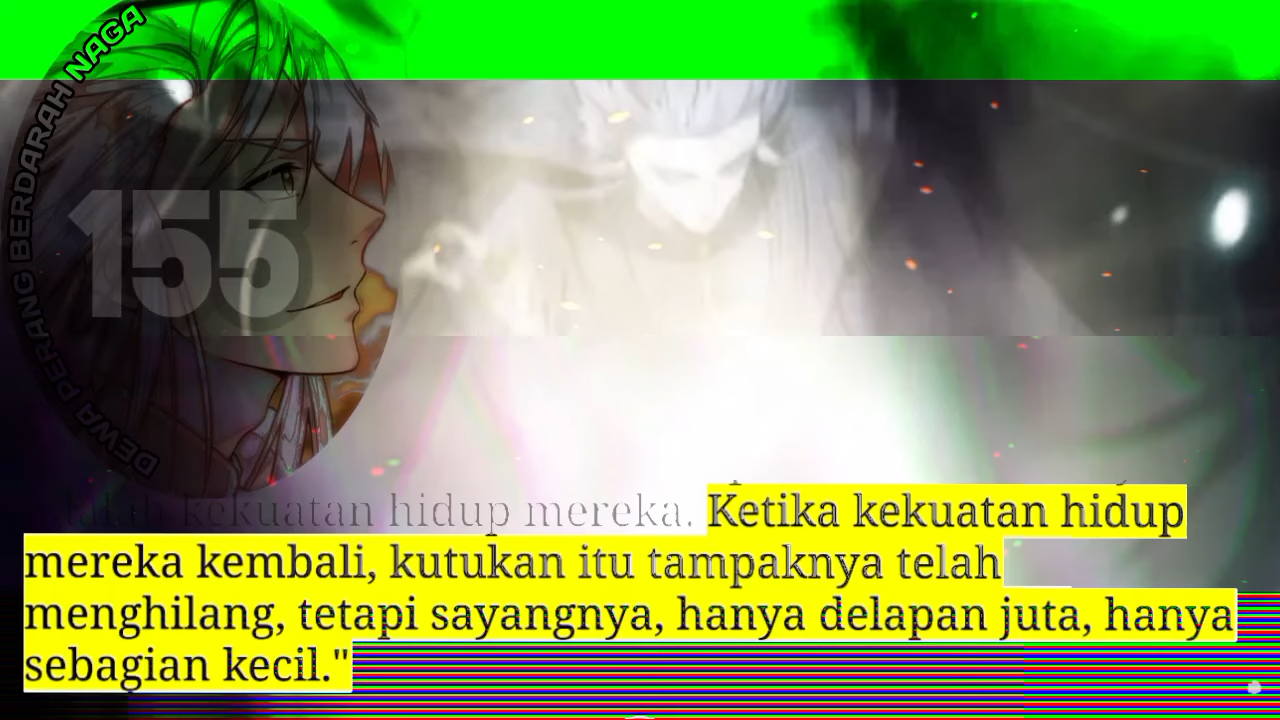 DEWA PERANG BERDARAH NAGA
155
kekuatan hidup mereka. Ketika kekuatan hidup
mereka kembali, kutukan itu tampaknya telah
menghilang, tetapi sayangnya, hanya delapan juta, hanya
sebagian kecil."